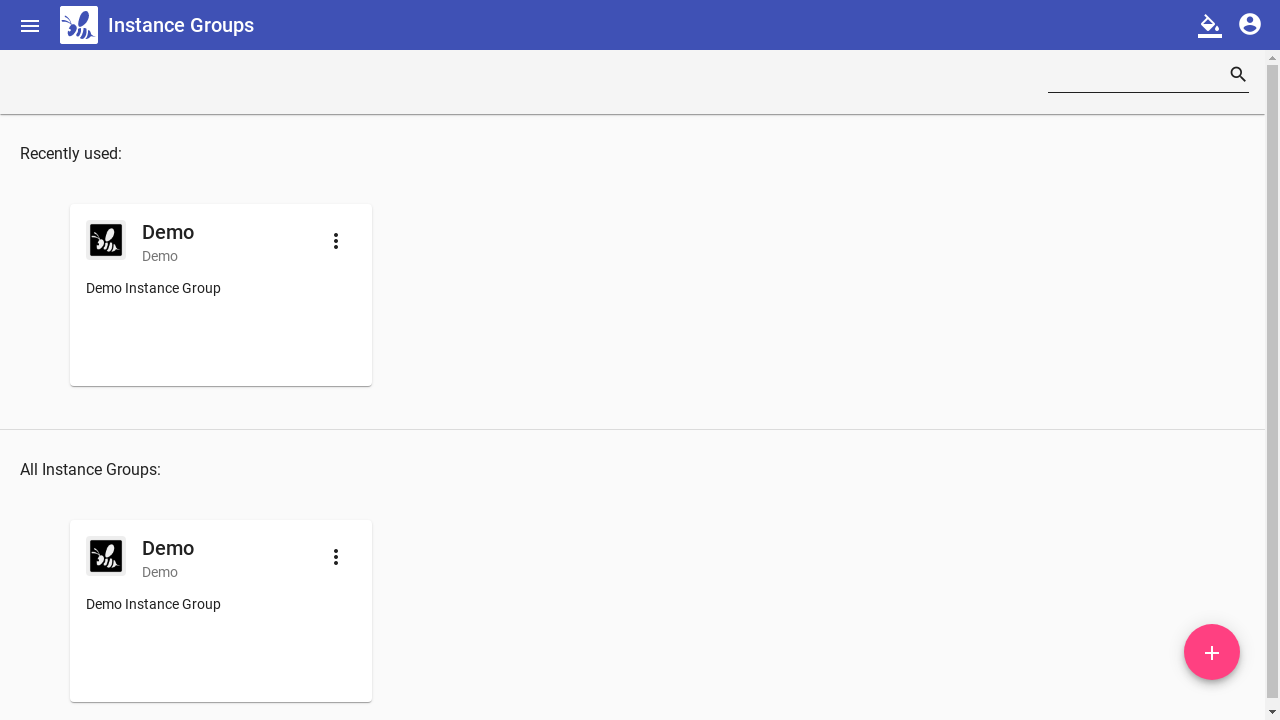 Instance Groups
Recently used:
Demo
Demo
Demo Instance Group
All Instance Groups:
Demo
Demo
Demo Instance Group